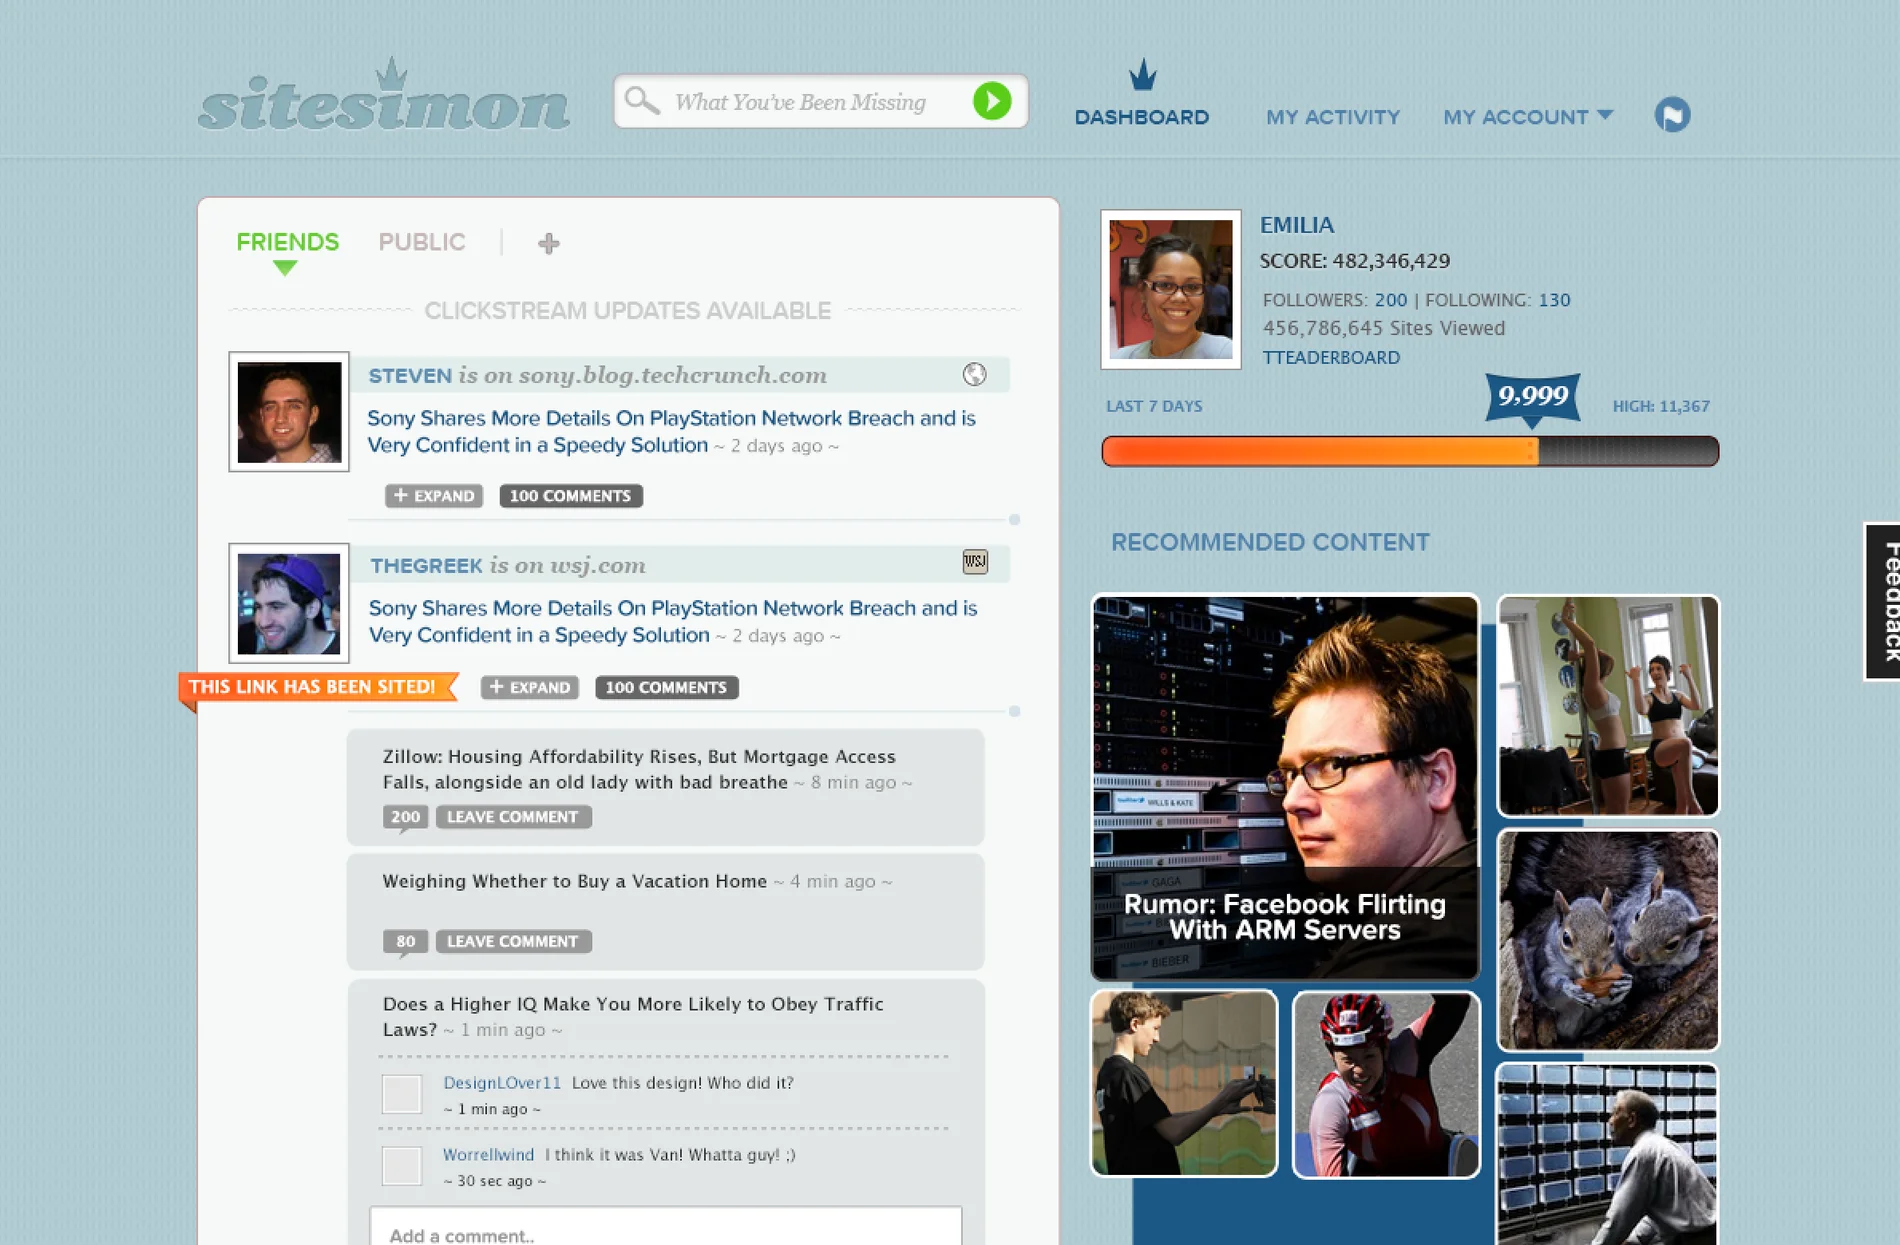 sitesimon
What You've Been Missing
DASHBOARD
MY ACTIVITY
MY ACCOUNT
FRIENDS
PUBLIC
CLICKSTREAM UPDATES AVAILABLE
STEVEN is on sony.blog.techcrunch.com
Sony Shares More Details On PlayStation Network Breach and is
Very Confident in a Speedy Solution ~ 2 days ago ~
+ EXPAND
100 COMMENTS
THEGREEK is on wsj.com
WSJ
Sony Shares More Details On PlayStation Network Breach and is
Very Confident in a Speedy Solution ~ 2 days ago ~
THIS LINK HAS BEEN SITED!
+ EXPAND
100 COMMENTS
Zillow: Housing Affordability Rises, But Mortgage Access
Falls, alongside an old lady with bad breathe ~ 8 min ago ~
200
LEAVE COMMENT
Weighing Whether to Buy a Vacation Home ~ 4 min ago ~
80
LEAVE COMMENT
Does a Higher IQ Make You More Likely to Obey Traffic
Laws? ~ 1 min ago ~
DesignLOver11 Love this design! Who did it?
~ 1 min ago ~
Worrellwind I think it was Van! Whatta guy! ;)
~ 30 sec ago ~
Add a comment..
EMILIA
SCORE: 482,346,429
FOLLOWERS: 200 | FOLLOWING: 130
456,786,645 Sites Viewed
TTEADERBOARD
LAST 7 DAYS
9,999
HIGH: 11,367
RECOMMENDED CONTENT
twitter WILLS & KATE
twitter GAGA
Rumor: Facebook Flirting
With ARM Servers
twitter BIEBER
Feedback